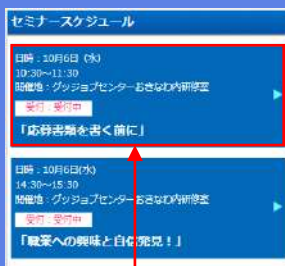 セミナースケジュール
日時：10月6日（水）
10:30〜11:30
開催地：グッジョブセンターおきなわ内研修室
受付：受付中
「応募書類を書く前に」
日時：10月6日(水)
14:30〜15:30
開催地：グッジョブセンターおきなわ内研修室
受付：受付中
「職業への興味と自信発見！」